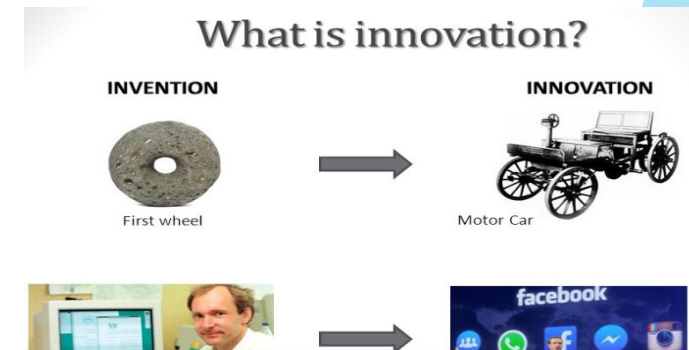 What is innovation?
INVENTION
INNOVATION
First wheel
Motor Car
facebook